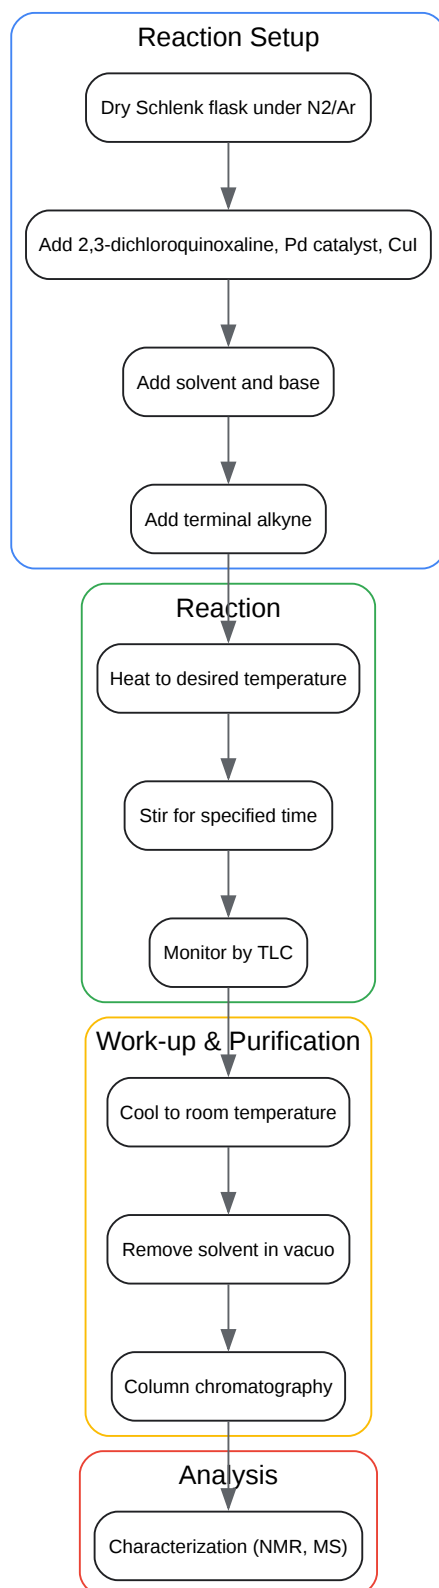 Reaction Setup
Dry Schlenk flask under N2/Ar
Add 2,3-dichloroquinoxaline, Pd catalyst, CuI
Add solvent and base
Add terminal alkyne
Reaction
Heat to desired temperature
Stir for specified time
Monitor by TLC
Work-up & Purification
Cool to room temperature
Remove solvent in vacuo
Column chromatography
Analysis
Characterization (NMR, MS)